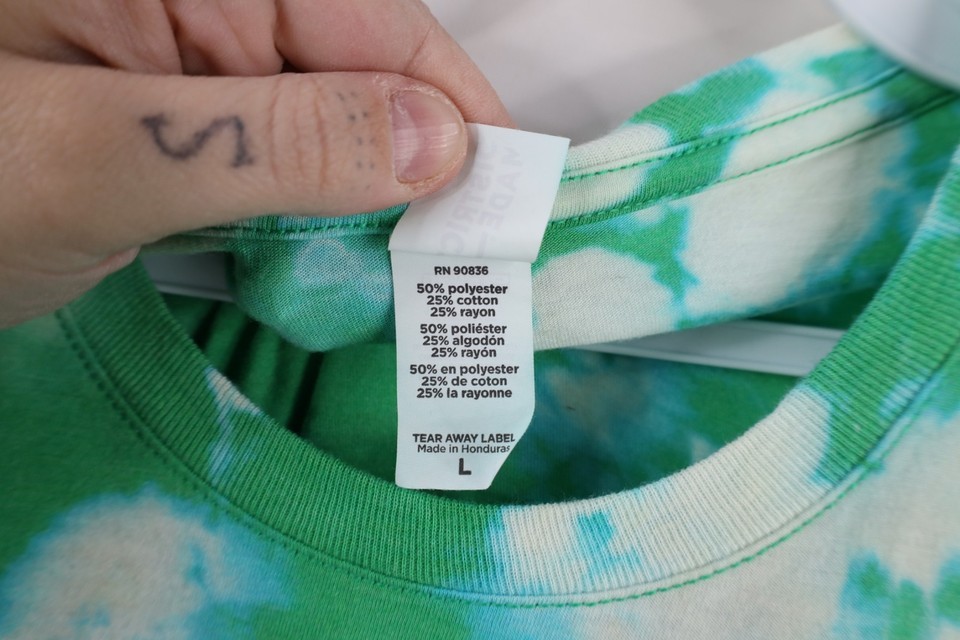 RN 90836
50% polyester
25% cotton
25% rayon
50% poliéster
25% algodón
25% rayón
50% en polyester
25% de coton
25% la rayonne
TEAR AWAY LABEL
Made in Honduras
L